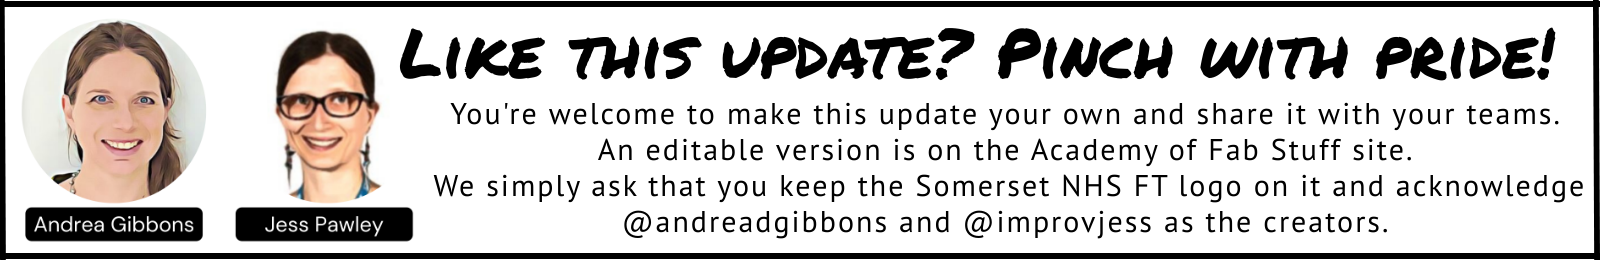 Like this update? Pinch with pride!
You're welcome to make this update your own and share it with your teams.
An editable version is on the Academy of Fab Stuff site.
We simply ask that you keep the Somerset NHS FT logo on it and acknowledge
@andreadgibbons and @improvjess as the creators.
Andrea Gibbons
Jess Pawley